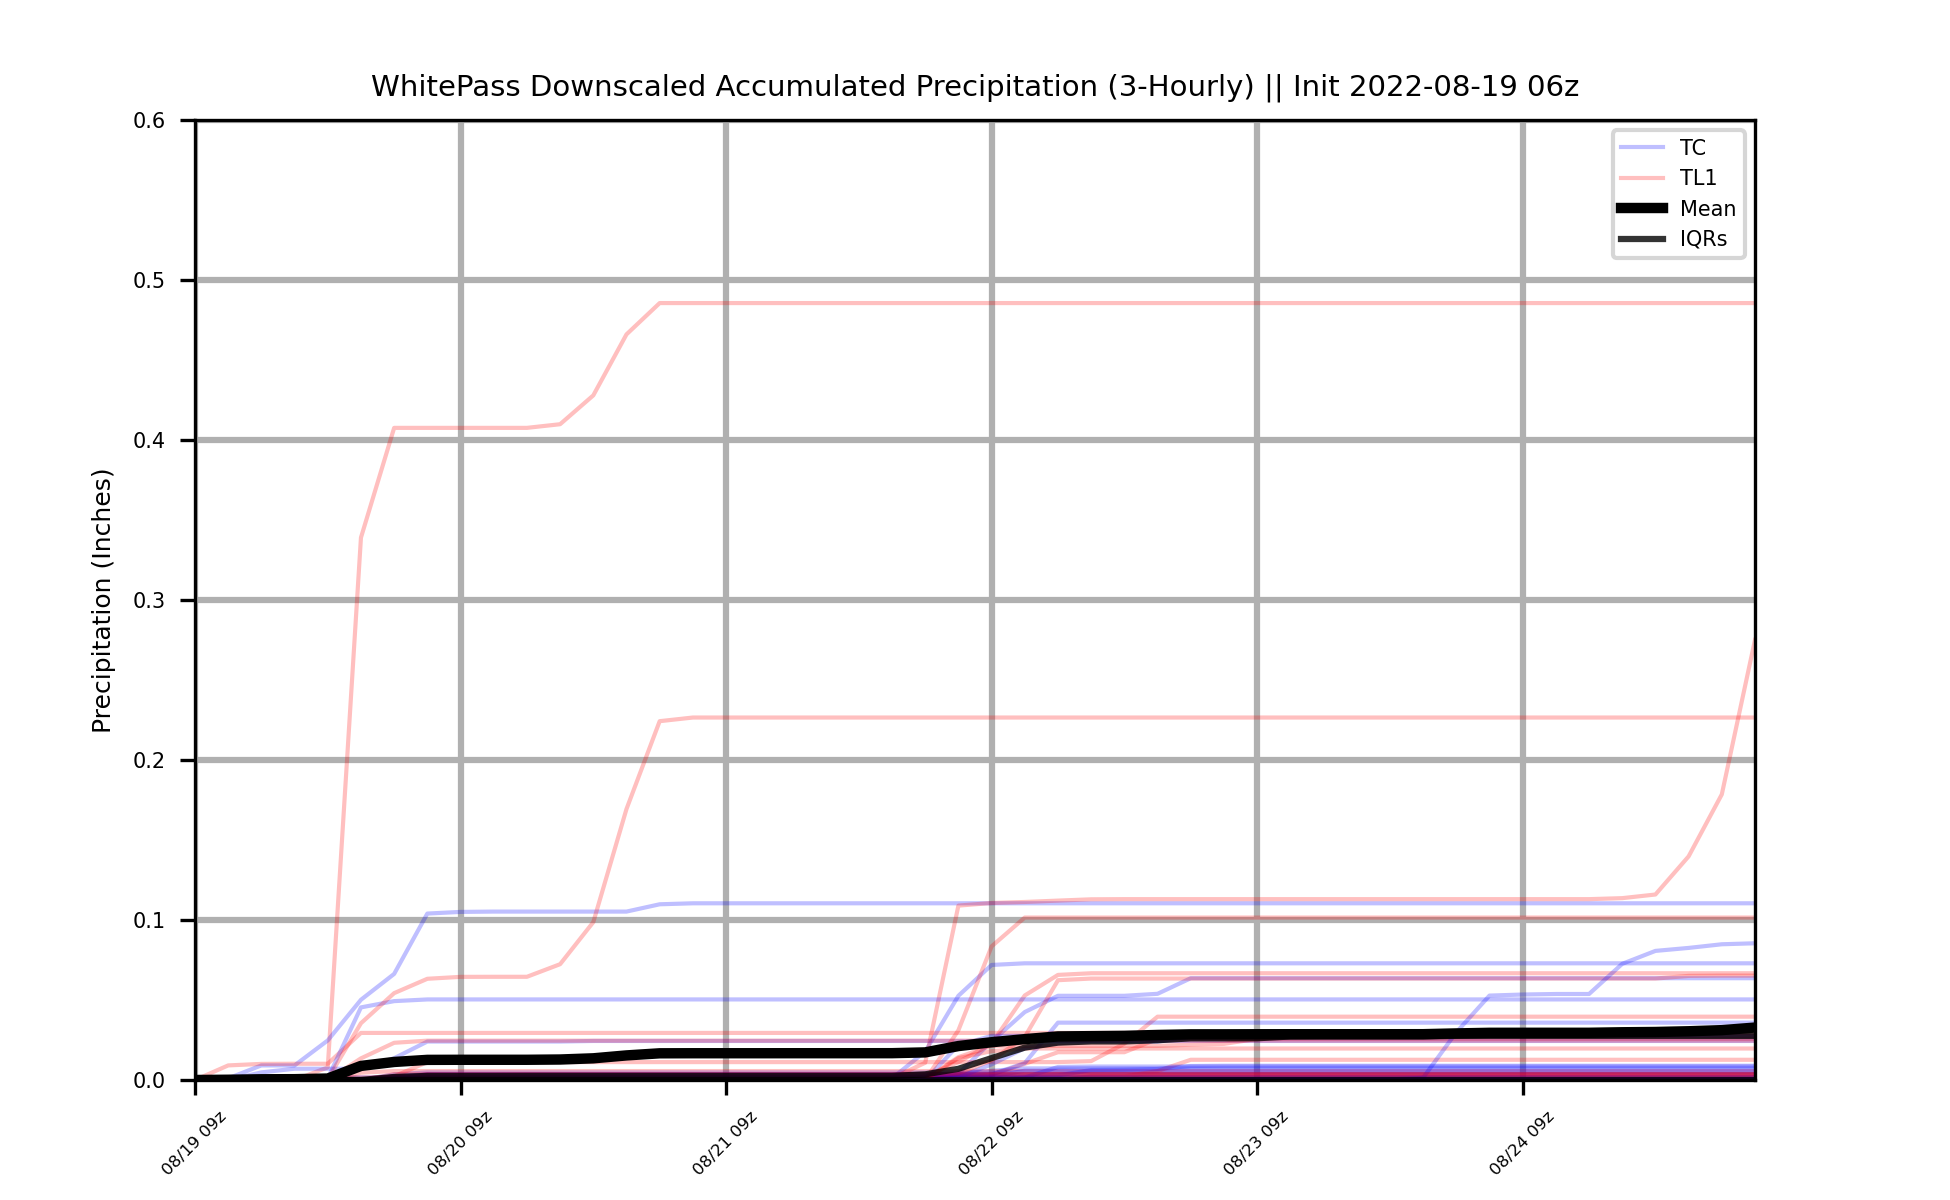 WhitePass Downscaled Accumulated Precipitation (3-Hourly) || Init 2022-08-19 06z
TC
TL1
Mean
IQRs
Precipitation (Inches)
0.6
0.5
0.4
0.3
0.2
0.1
0.0
08/19 09z
08/20 09z
08/21 09z
08/22 09z
08/23 09z
08/24 09z